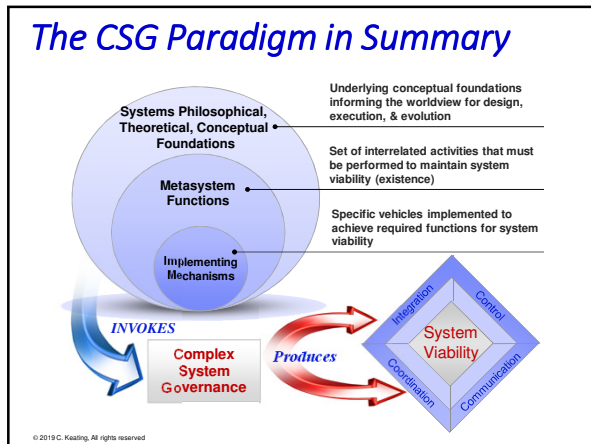 The CSG Paradigm in Summary
Systems Philosophical,
Theoretical, Conceptual
Foundations
Underlying conceptual foundations
informing the worldview for design,
execution, & evolution
Metasystem
Functions
Set of interrelated activities that must
be performed to maintain system
viability (existence)
Implementing
Mechanisms
Specific vehicles implemented to
achieve required functions for system
viability
INVOKES
Complex
System
Governance
Produces
Integration
Control
System
Viability
Coordination
Communication
© 2019 C. Keating, All rights reserved